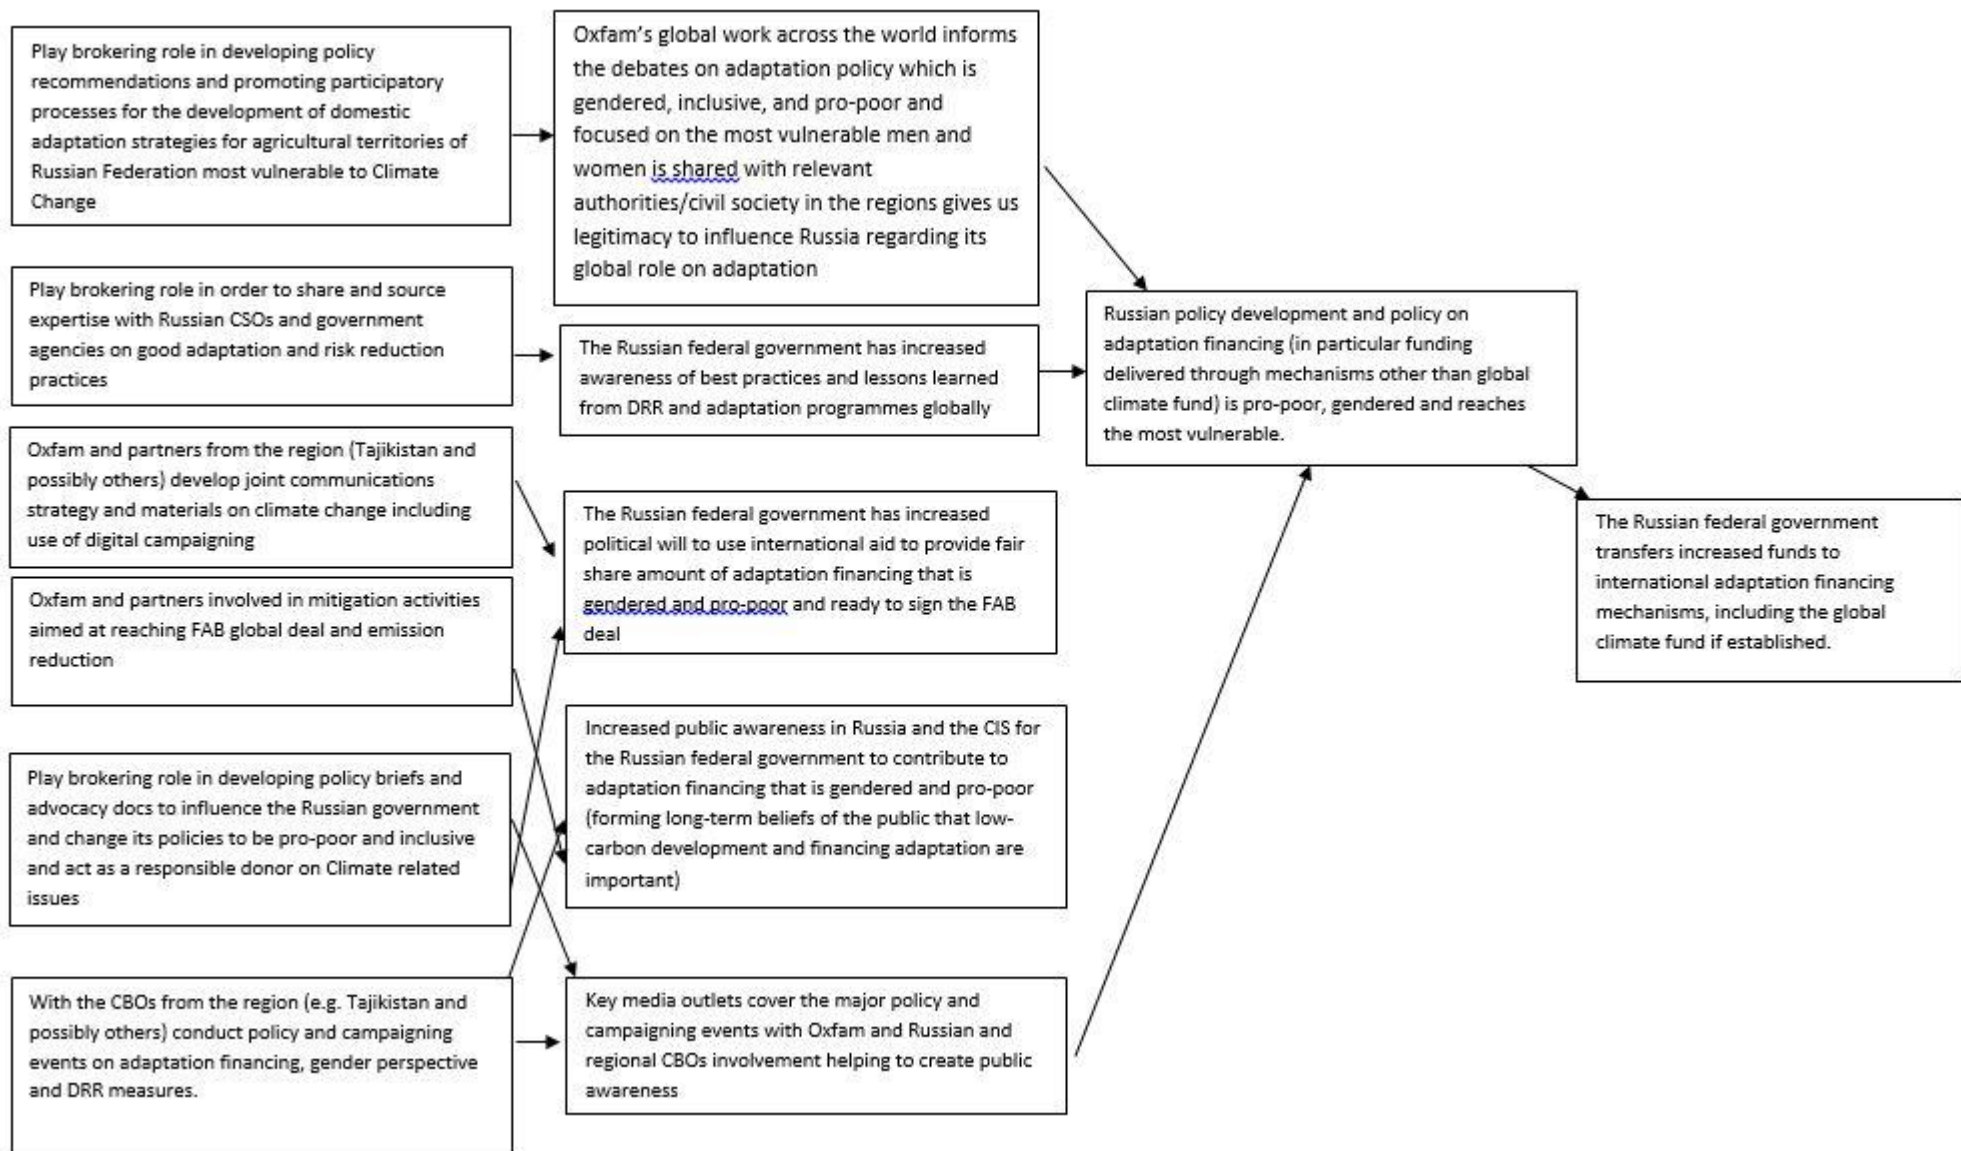 Play brokering role in developing policy
recommendations and promoting participatory
processes for the development of domestic
adaptation strategies for agricultural territories of
Russian Federation most vulnerable to Climate
Change
Oxfam's global work across the world informs
the debates on adaptation policy which is
gendered, inclusive, and pro-poor and
focused on the most vulnerable men and
women is shared with relevant
authorities/civil society in the regions gives us
legitimacy to influence Russia regarding its
global role on adaptation
Play brokering role in order to share and source
expertise with Russian CSOs and government
agencies on good adaptation and risk reduction
practices
The Russian federal government has increased
awareness of best practices and lessons learned
from DRR and adaptation programmes globally
Russian policy development and policy on
adaptation financing (in particular funding
delivered through mechanisms other than global
climate fund) is pro-poor, gendered and reaches
the most vulnerable.
Oxfam and partners from the region (Tajikistan and
possibly others) develop joint communications
strategy and materials on climate change including
use of digital campaigning
The Russian federal government has increased
political will to use international aid to provide fair
share amount of adaptation financing that is
gendered and pro-poor and ready to sign the FAB
deal
The Russian federal government
transfers increased funds to
international adaptation financing
mechanisms, including the global
climate fund if established.
Oxfam and partners involved in mitigation activities
aimed at reaching FAB global deal and emission
reduction
Increased public awareness in Russia and the CIS for
the Russian federal government to contribute to
adaptation financing that is gendered and pro-poor
(forming long-term beliefs of the public that low-
carbon development and financing adaptation are
important)
Play brokering role in developing policy briefs and
advocacy docs to influence the Russian government
and change its policies to be pro-poor and inclusive
and act as a responsible donor on Climate related
issues
With the CBOs from the region (e.g. Tajikistan and
possibly others) conduct policy and campaigning
events on adaptation financing, gender perspective
and DRR measures.
Key media outlets cover the major policy and
campaigning events with Oxfam and Russian and
regional CBOs involvement helping to create public
awareness